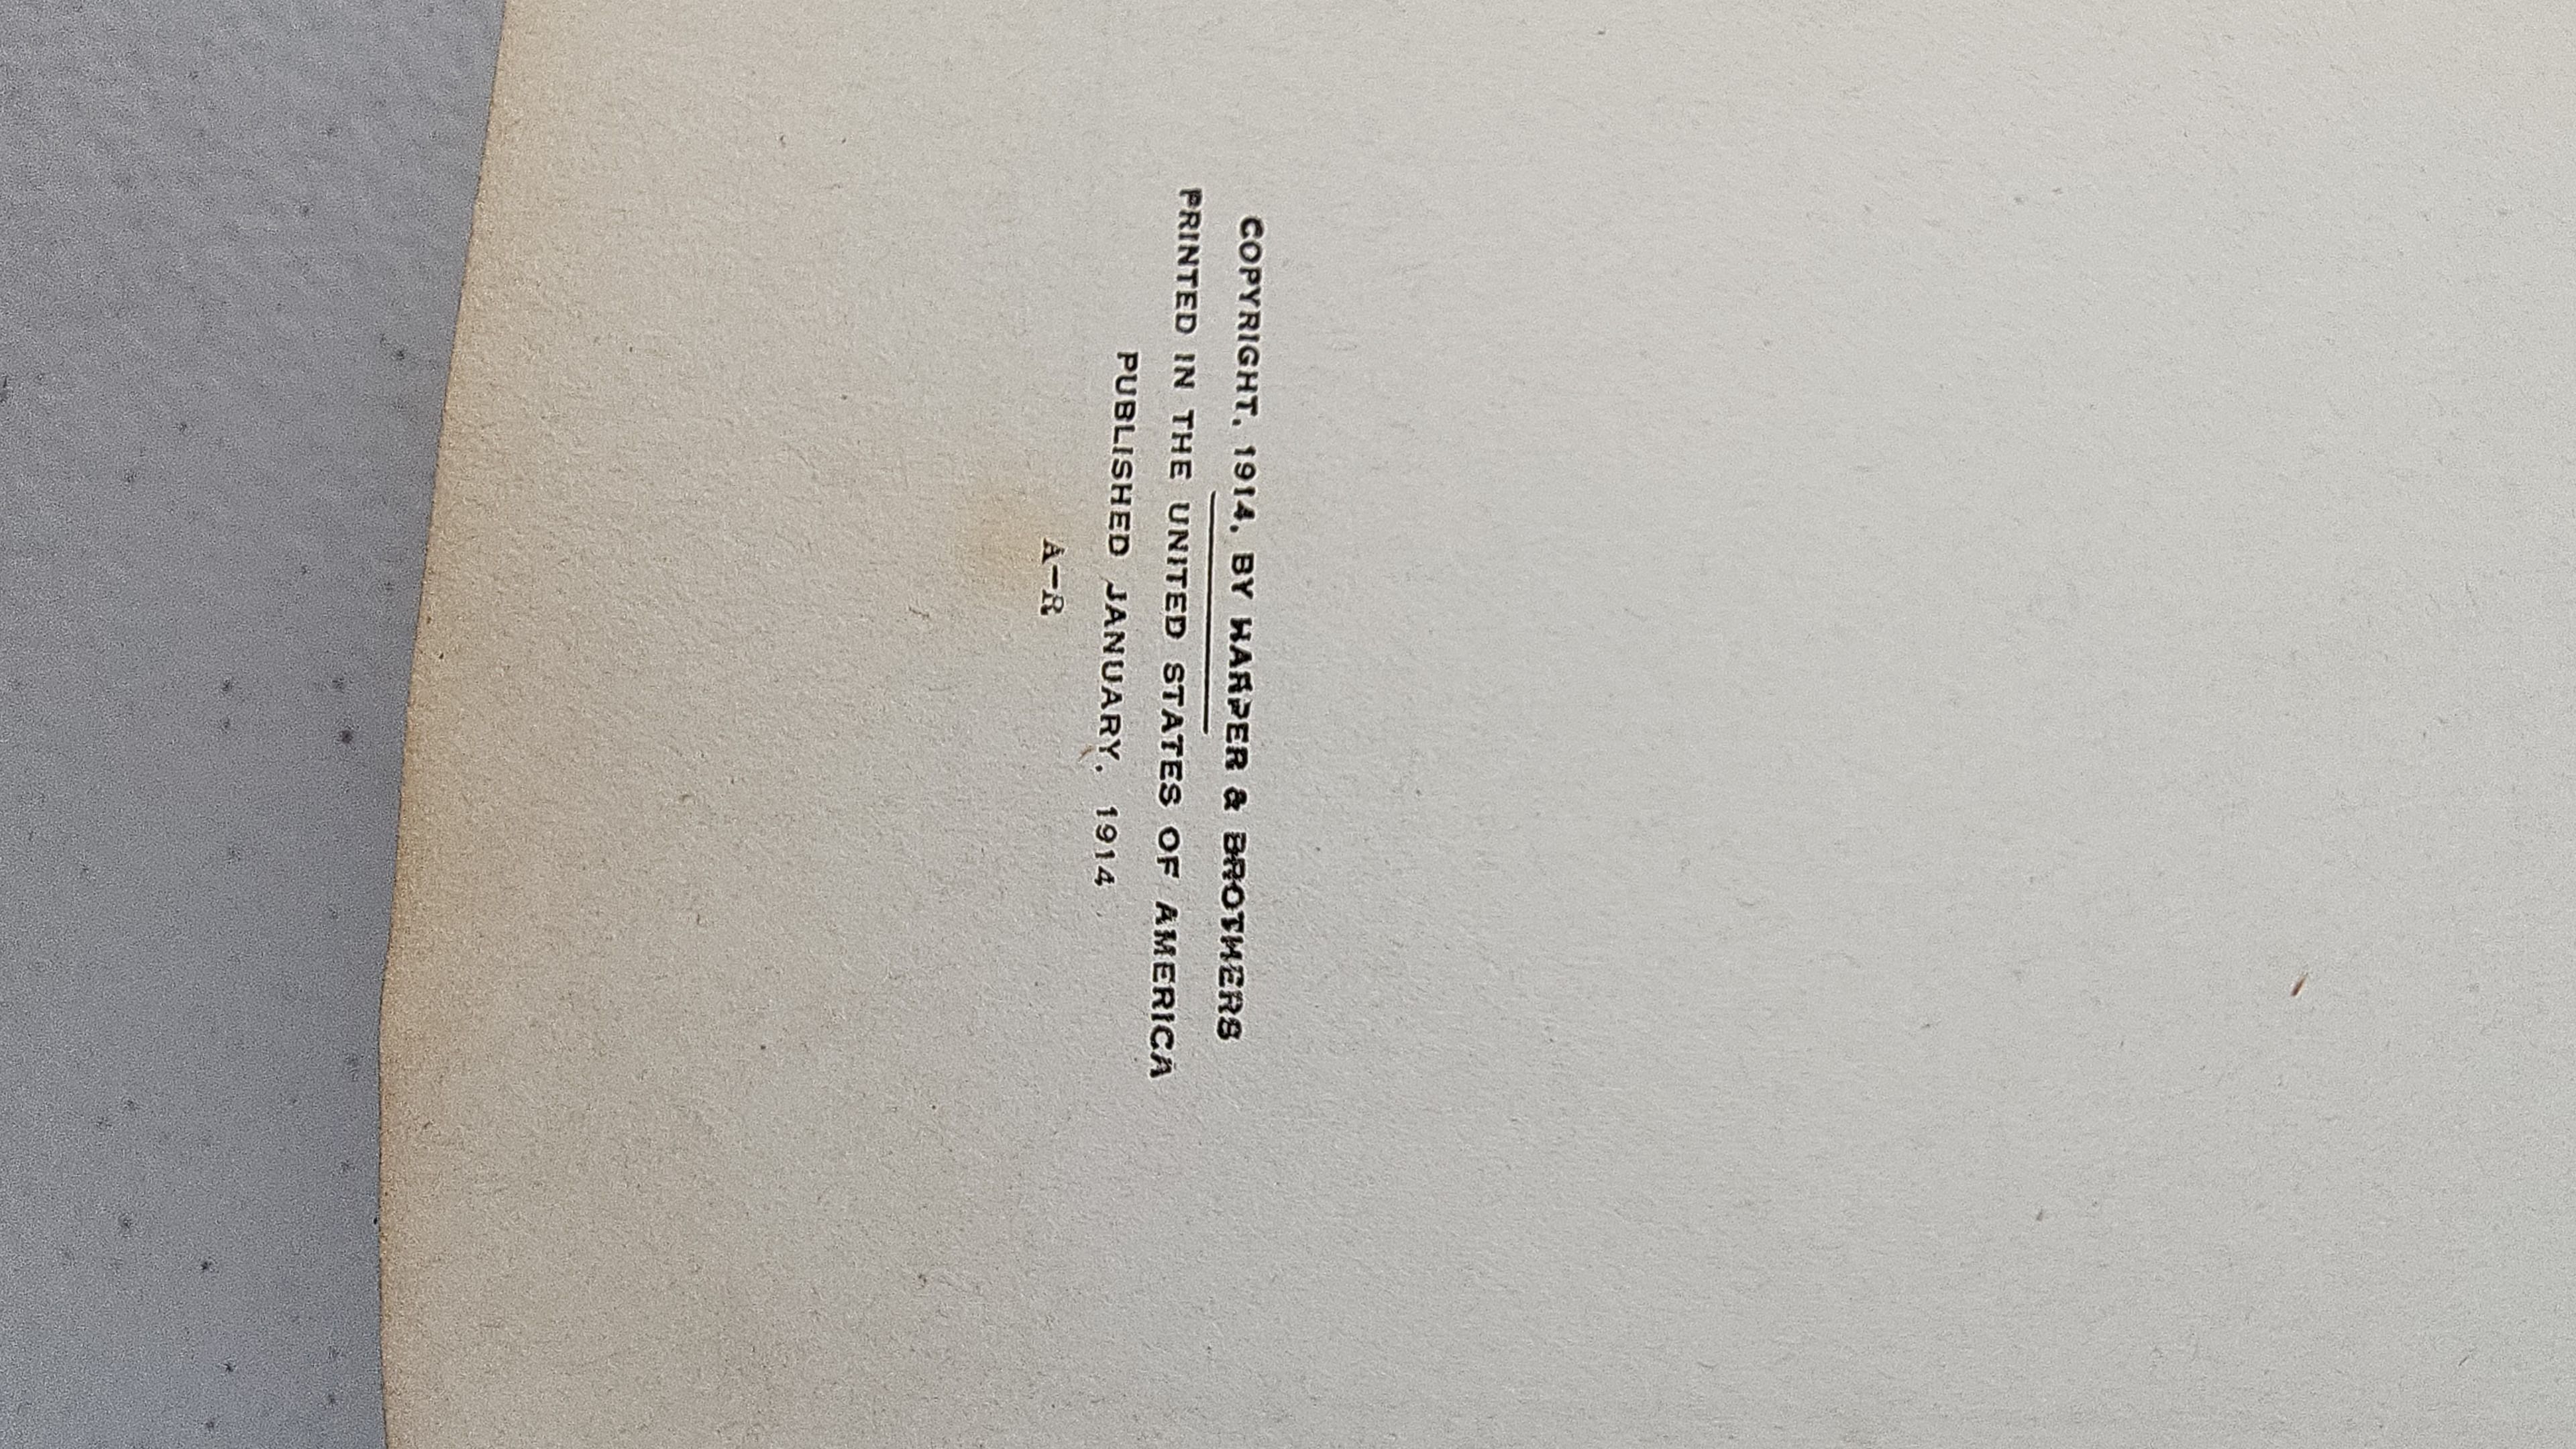 COPYRIGHT, 1914, BY HARPER & BROTHERS
PRINTED IN THE UNITED STATES OF AMERICA
PUBLISHED JANUARY, 1914
A-R